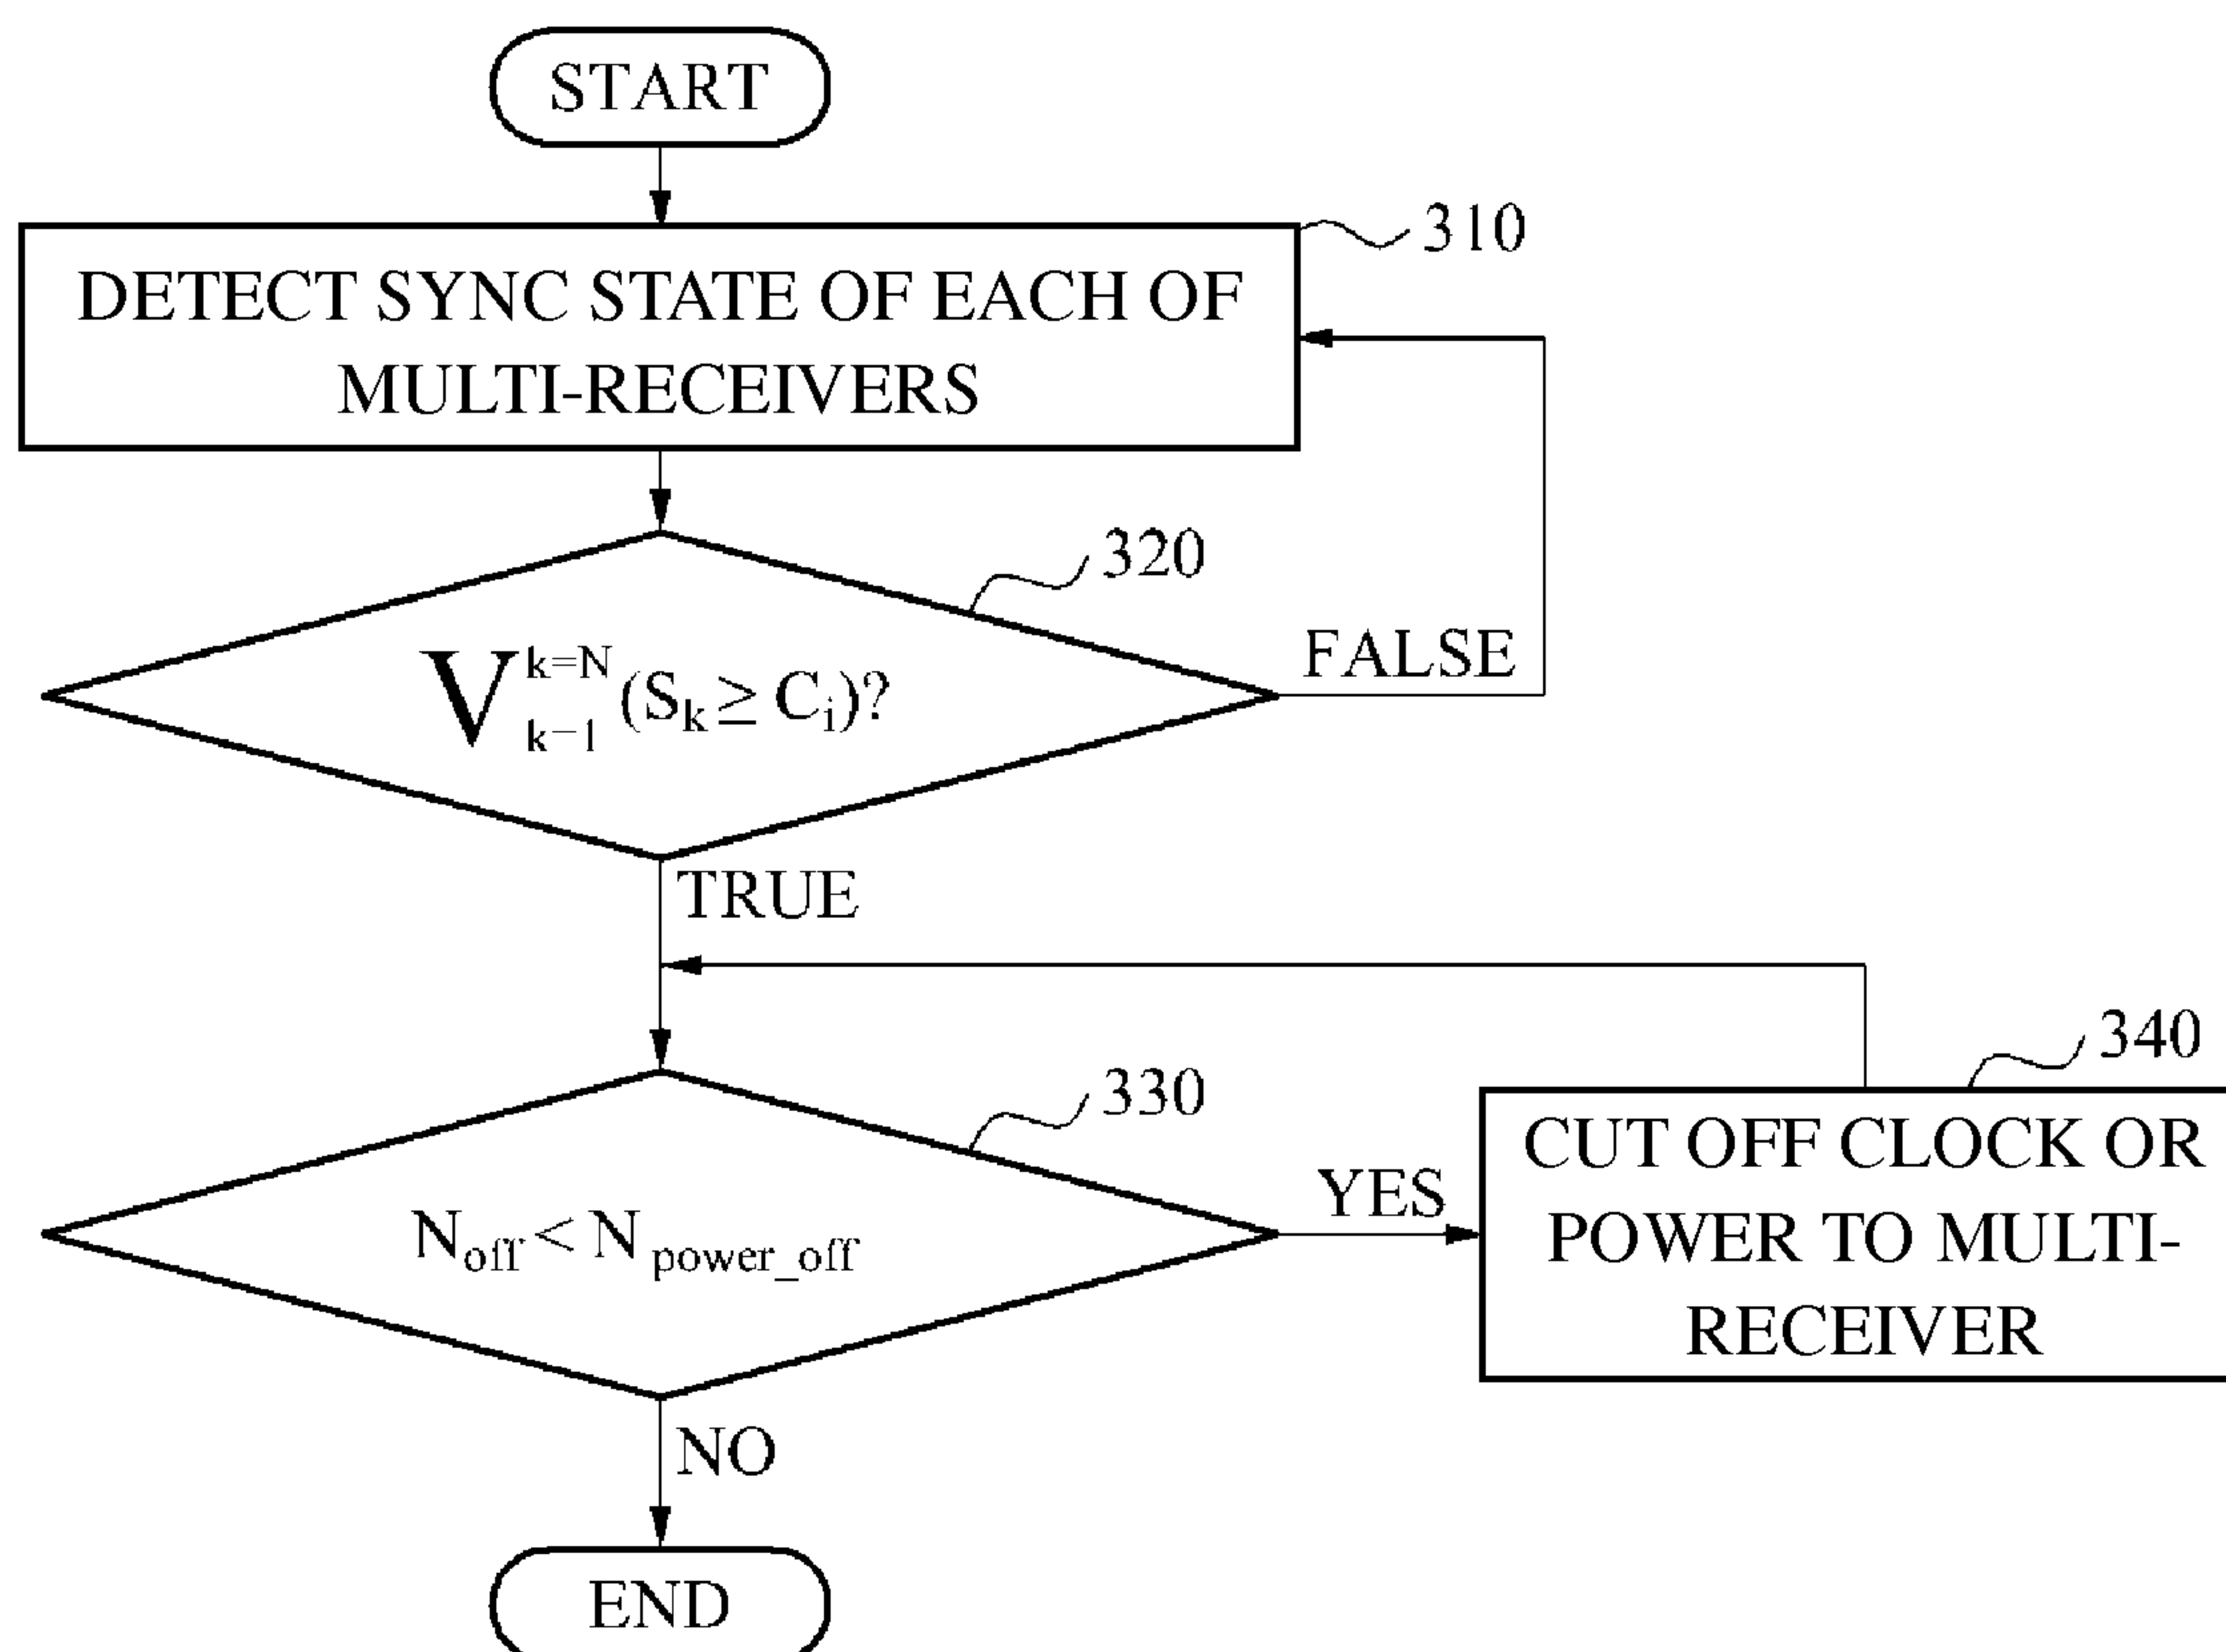 START
310
DETECT SYNC STATE OF EACH OF
MULTI-RECEIVERS
320
V k=N k=1 (Sk ≥ Ci)?
FALSE
TRUE
330
Noff < Npower_off
YES
340
CUT OFF CLOCK OR
POWER TO MULTI-
RECEIVER
NO
END